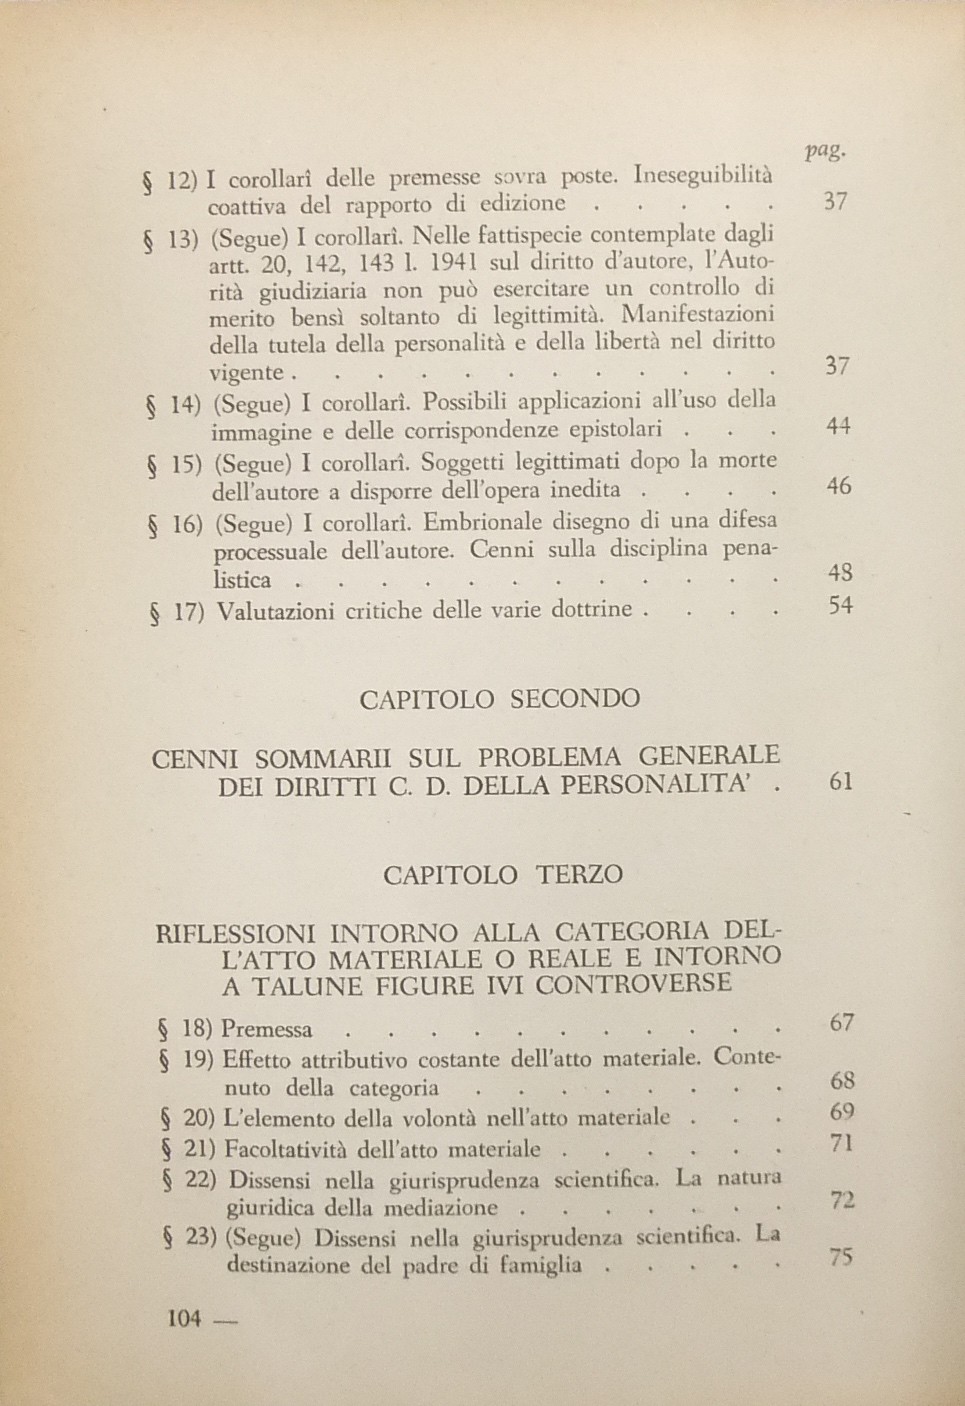 pag.
§ 12) I corollarî delle premesse sovra poste. Ineseguibilità
coattiva del rapporto di edizione . . . . . 37
§ 13) (Segue) I corollarî. Nelle fattispecie contemplate dagli
artt. 20, 142, 143 l. 1941 sul diritto d'autore, l'Auto-
rità giudiziaria non può esercitare un controllo di
merito bensì soltanto di legittimità. Manifestazioni
della tutela della personalità e della libertà nel diritto
vigente . . . . . . . . . . . . 37
§ 14) (Segue) I corollarî. Possibili applicazioni all'uso della
immagine e delle corrispondenze epistolari . . . 44
§ 15) (Segue) I corollarî. Soggetti legittimati dopo la morte
dell'autore a disporre dell'opera inedita . . . . 46
§ 16) (Segue) I corollarî. Embrionale disegno di una difesa
processuale dell'autore. Cenni sulla disciplina pena-
listica . . . . . . . . . . . . 48
§ 17) Valutazioni critiche delle varie dottrine . . . . 54
CAPITOLO SECONDO
CENNI SOMMARII SUL PROBLEMA GENERALE
DEI DIRITTI C. D. DELLA PERSONALITA' . 61
CAPITOLO TERZO
RIFLESSIONI INTORNO ALLA CATEGORIA DEL-
L'ATTO MATERIALE O REALE E INTORNO
A TALUNE FIGURE IVI CONTROVERSE
§ 18) Premessa . . . . . . . . . . . 67
§ 19) Effetto attributivo costante dell'atto materiale. Conte-
nuto della categoria . . . . . . . . 68
§ 20) L'elemento della volontà nell'atto materiale . . . 69
§ 21) Facoltatività dell'atto materiale . . . . . . 71
§ 22) Dissensi nella giurisprudenza scientifica. La natura
giuridica della mediazione . . . . . . . 72
§ 23) (Segue) Dissensi nella giurisprudenza scientifica. La
destinazione del padre di famiglia . . . . . 75
104 —